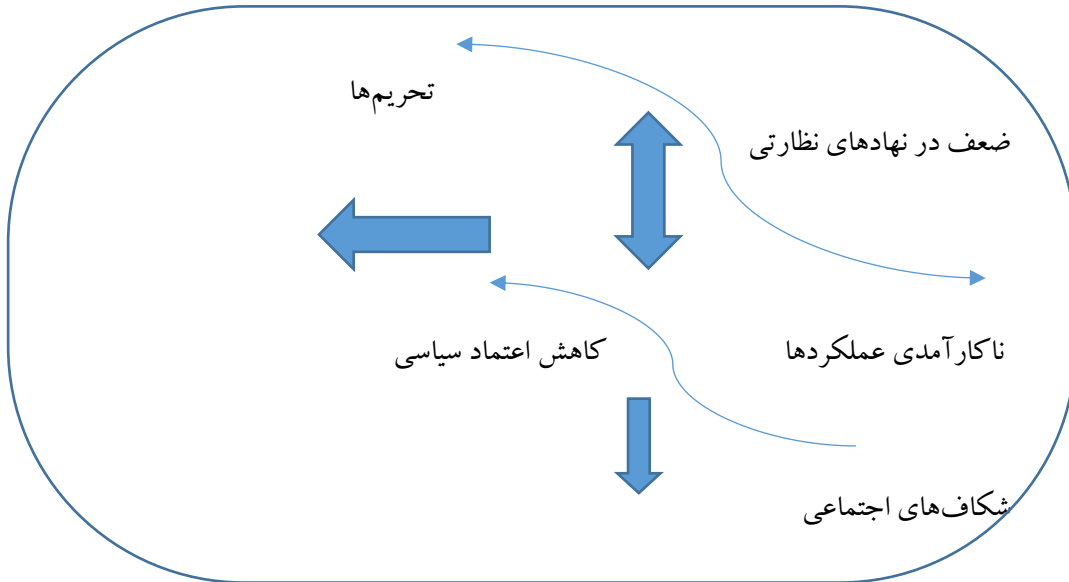 تحریم‌ها
ضعف در نهادهای نظارتی
ناکارآمدی عملکردها
کاهش اعتماد سیاسی
شکاف‌های اجتماعی